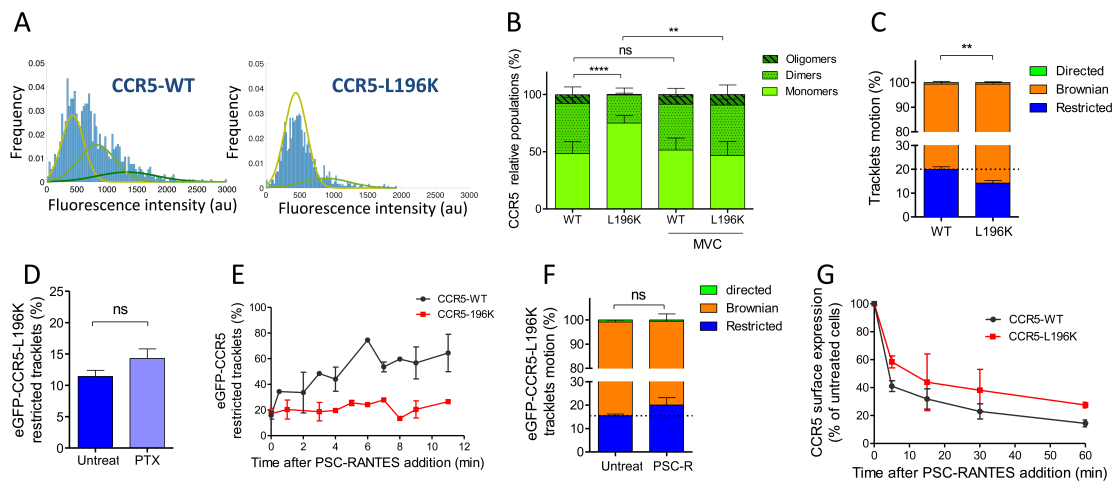 A
CCR5-WT
Frequency
0.05
0.04
0.03
0.02
0.01
0
0
500
1000
1500
2000
2500
3000
Fluorescence intensity (au)
CCR5-L196K
Frequency
0.05
0.04
0.03
0.02
0.01
0
0
500
1000
1500
2000
2500
3000
Fluorescence intensity (au)
B
CCR5 relative populations (%)
100
50
0
ns
****
**
Oligomers
Dimers
Monomers
WT
L196K
WT
L196K
MVC
C
Tracklets motion (%)
120
100
80
40
20
0
**
Directed
Brownian
Restricted
WT
L196K
D
eGFP-CCR5-L196K
restricted tracklets (%)
25
20
15
10
5
0
ns
Untreat
PTX
E
eGFP-CCR5
restricted tracklets (%)
100
80
60
40
20
0
CCR5-WT
CCR5-196K
0
2
4
6
8
10
12
Time after PSC-RANTES addition (min)
F
eGFP-CCR5-L196K
tracklets motion (%)
120
100
80
30
20
10
0
ns
directed
Brownian
Restricted
Untreat
PSC-R
G
CCR5 surface expression
(% of untreated cells)
100
80
60
40
20
0
CCR5-WT
CCR5-L196K
0
10
20
30
40
50
60
Time after PSC-RANTES addition (min)